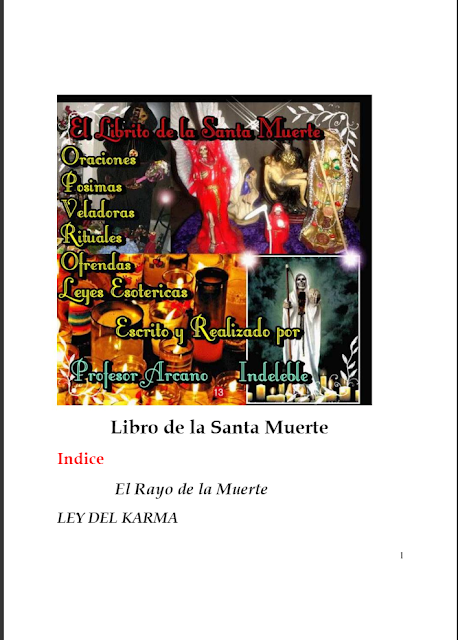 El Librito de la Santa Muerte
Oraciones
Posimas
Veladoras
Rituales
Ofrendas
Leyes Esotericas
Escrito y Realizado por
Profesor Arcano Indeleble
13
Libro de la Santa Muerte
Indice
El Rayo de la Muerte
LEY DEL KARMA
1